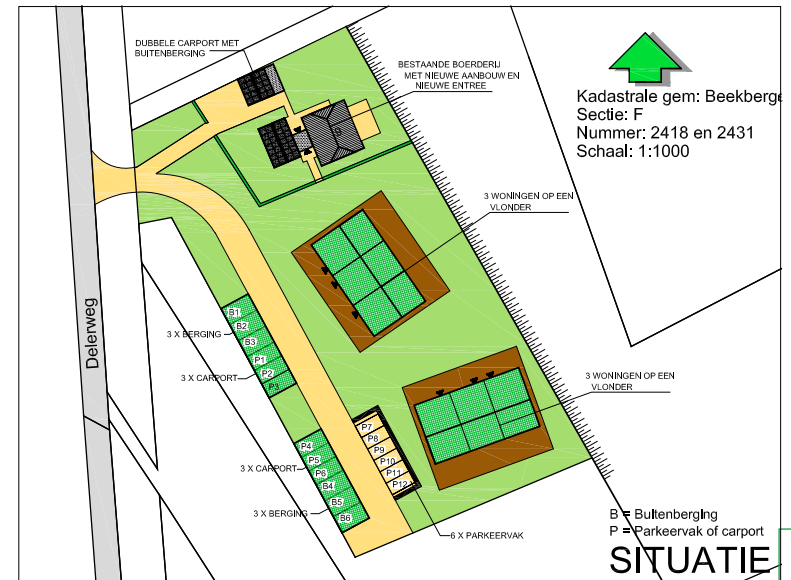 DUBBELE CARPORT MET
BUITENBERGING
BESTAANDE BOERDERIJ
MET NIEUWE AANBOUW EN
NIEUWE ENTREE
Kadastrale gem: Beekberge
Sectie: F
Nummer: 2418 en 2431
Schaal: 1:1000
3 WONINGEN OP EEN
VLONDER
Delerweg
B1
B2
B3
P1
P2
P3
3 X BERGING
3 X CARPORT
3 WONINGEN OP EEN
VLONDER
P4
P5
P6
B4
B5
B6
3 X CARPORT
3 X BERGING
P7
P8
P9
P10
P11
P12
6 X PARKEERVAK
B = Buitenberging
P = Parkeervak of carport
SITUATIE